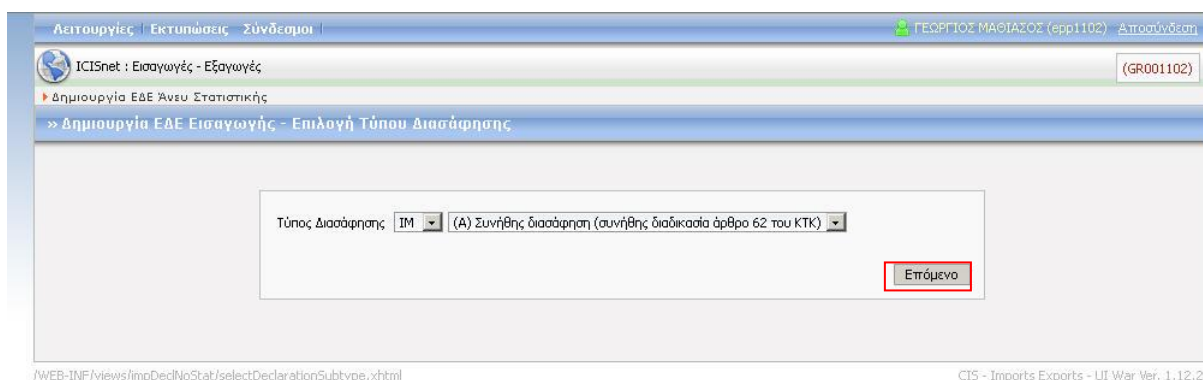 Λειτουργίες Εκτυπώσεις Σύνδεσμοι ΓΕΩΡΓΙΟΣ ΜΑΘΙΑΣΟΣ (epp1102) Αποσύνδεση
ICISnet : Εισαγωγές - Εξαγωγές (GR001102)
Δημιουργία ΕΔΕ Άνευ Στατιστικής
» Δημιουργία ΕΔΕ Εισαγωγής - Επιλογή Τύπου Διασάφησης
Τύπος Διασάφησης IM (Α) Συνήθης διασάφηση (συνήθης διαδικασία άρθρο 62 του ΚΤΚ)
Επόμενο
/WEB-INF/views/impDeclNoStat/selectDeclarationSubtype.xhtml CIS - Imports Exports - UI War Ver. 1.12.2